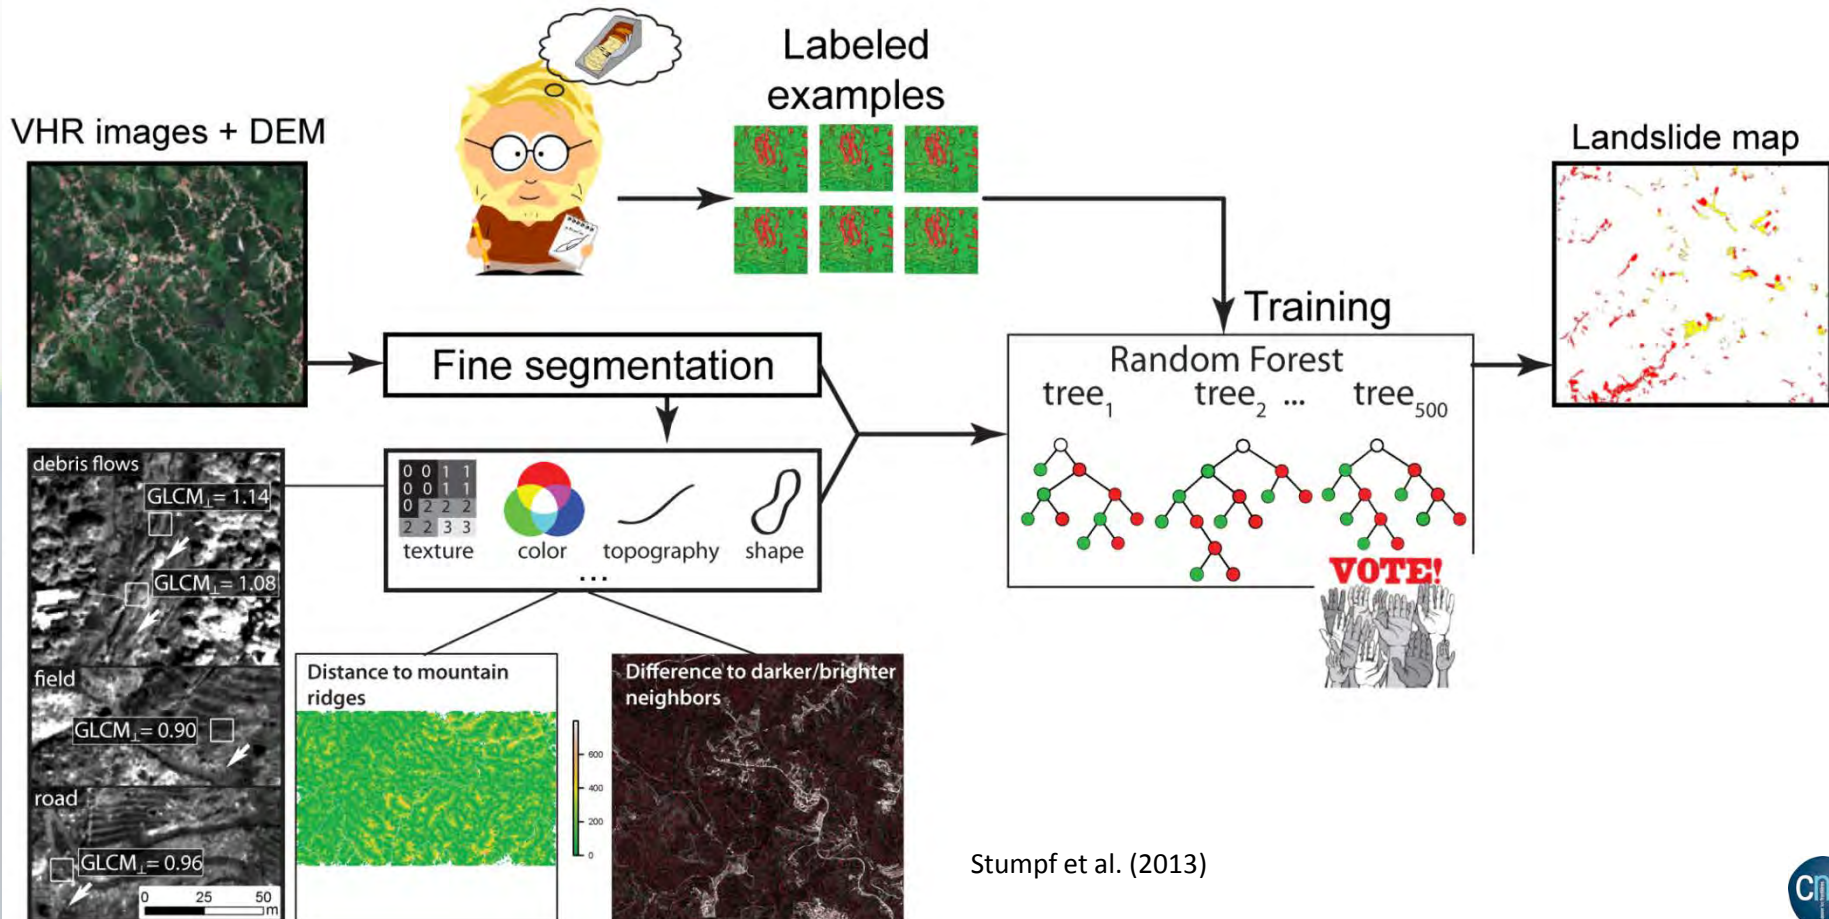 Labeled
examples
VHR images + DEM
Landslide map
Training
Fine segmentation
Random Forest
tree1 tree2 ... tree500
VOTE!
0 0 1 1
0 0 1 1
0 2 2 2
2 2 3 3
texture color topography shape
...
debris flows
GLCM⊥= 1.14
GLCM⊥= 1.08
field
GLCM⊥= 0.90
road
GLCM⊥= 0.96
0 25 50
m
Distance to mountain
ridges
600
400
200
0
Difference to darker/brighter
neighbors
Stumpf et al. (2013)
cn